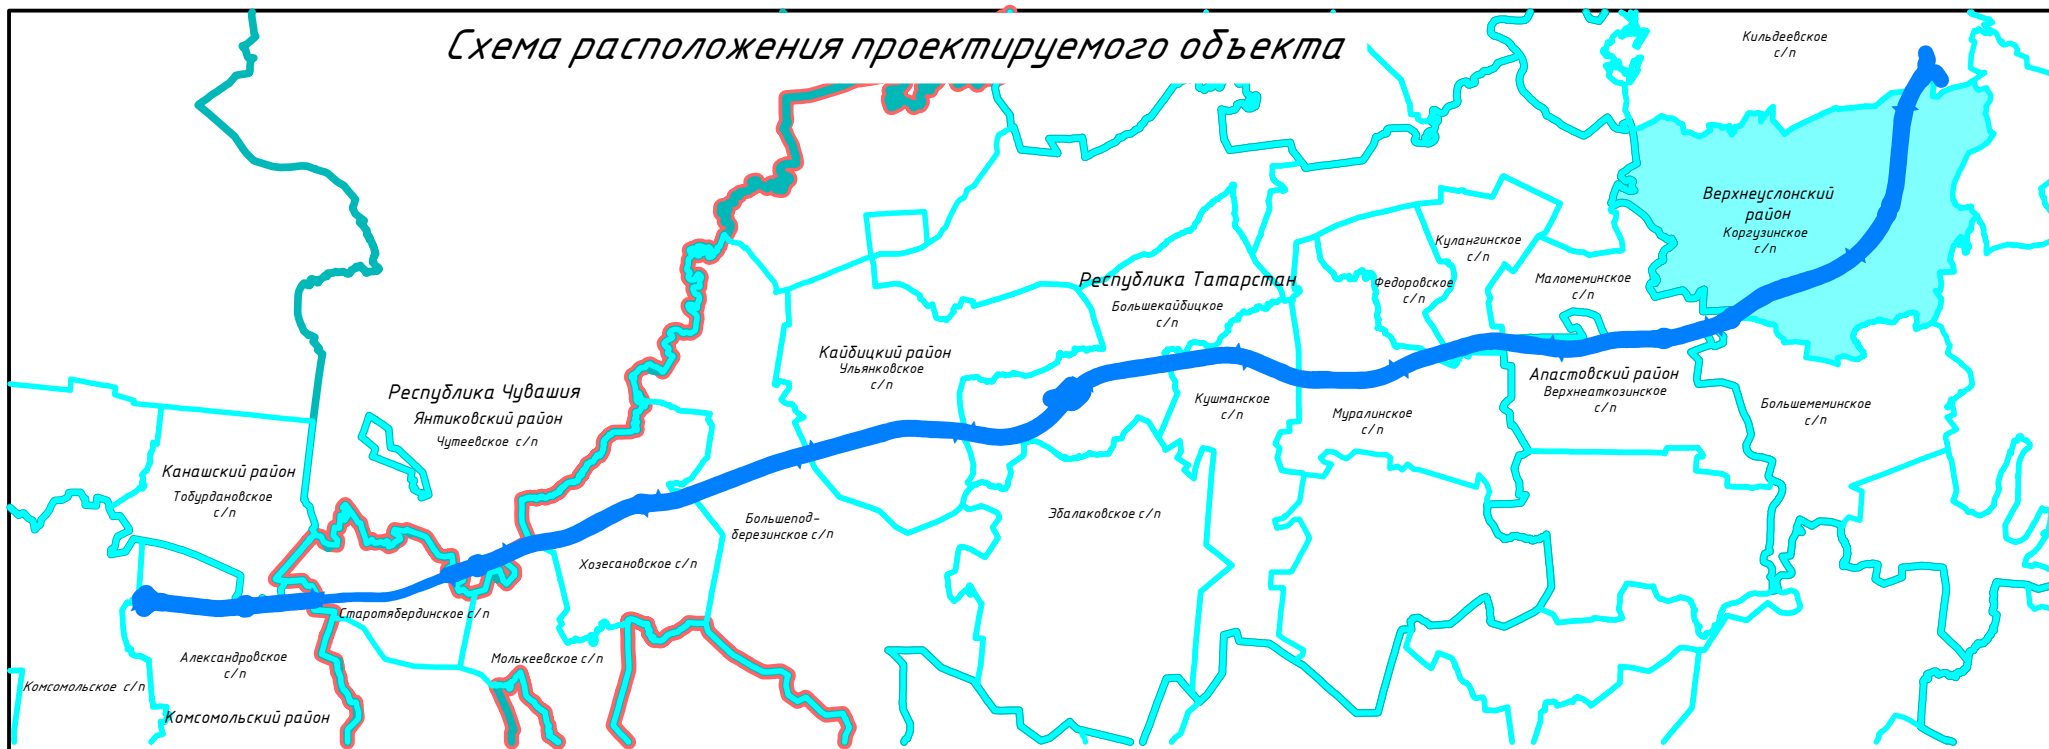 Схема расположения проектируемого объекта
Кильдеевское
с/п
Верхнеуслонский
район
Коргузинское
с/п
Кулангинское
с/п
Республика Татарстан
Федоровское
с/п
Маломеминское
с/п
Большекайбицкое
с/п
Кайбицкий район
Ульянковское
с/п
Апастовский район
Верхнеаткозинское
с/п
Республика Чувашия
Янтиковский район
Чутеевское с/п
Кушманское
с/п
Муралинское
с/п
Большемеминское
с/п
Канашский район
Тобурдановское
с/п
Большепод-
березинское с/п
Эбалаковское с/п
Хозесановское с/п
Старотябердинское с/п
Молькеевское с/п
Александровское
с/п
Комсомольское с/п
Комсомольский район